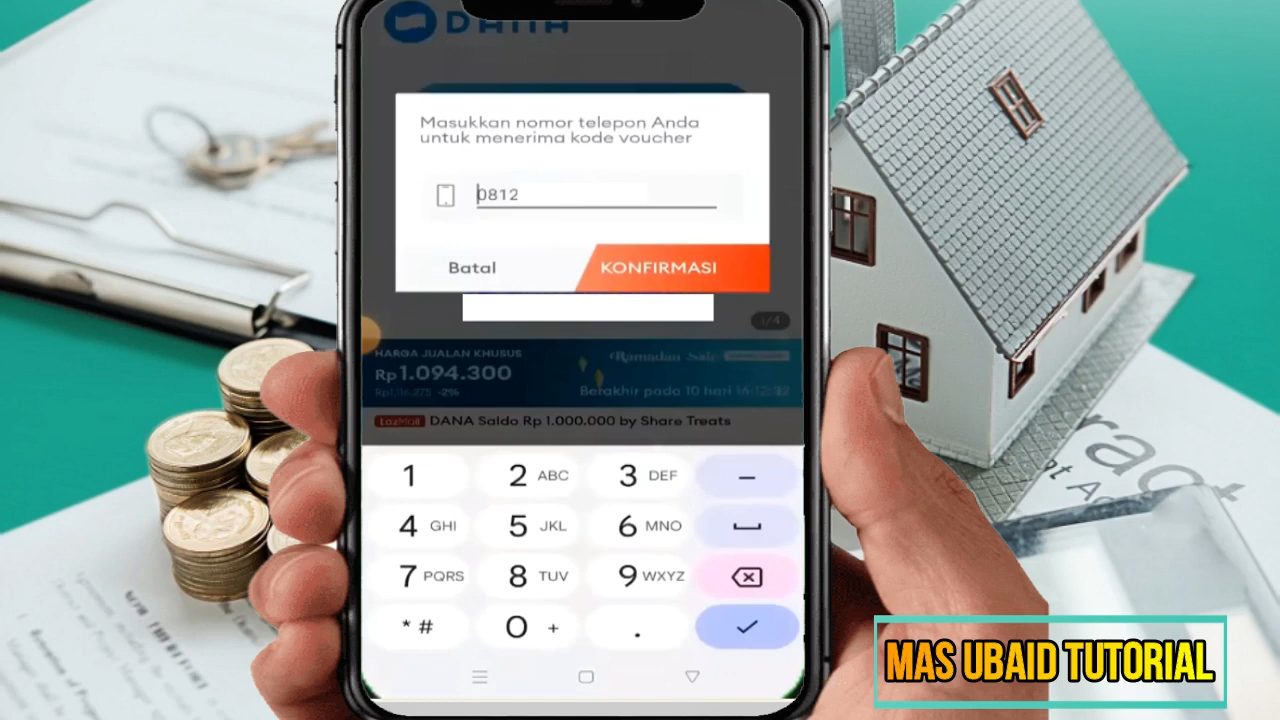 DANA
Masukkan nomor telepon Anda
untuk menerima kode voucher
0812
Batal
KONFIRMASI
1/4
HARGA JUALAN KHUSUS
Rp1.094.300
-2%
Ramadan Sale
Berakhir pada 10 hari 16:12:32
LazMall DANA Saldo Rp 1.000.000 by Share Treats
1
2 ABC
3 DEF
4 GHI
5 JKL
6 MNO
7 PQRS
8 TUV
9 WXYZ
* #
0 +
.
MAS UBAID TUTORIAL